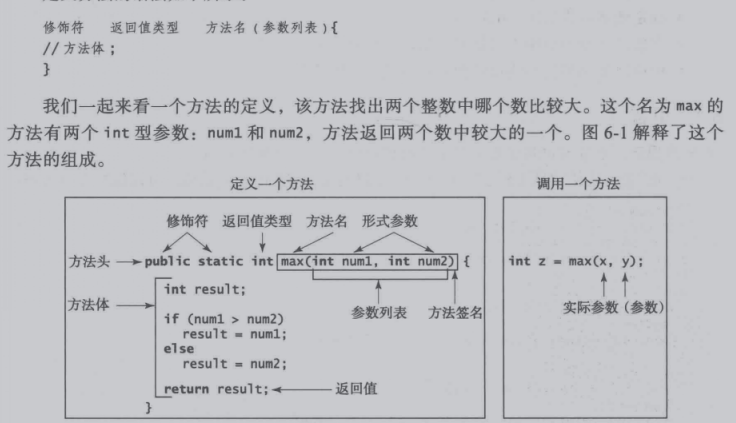 修饰符 返回值类型 方法名(参数列表){
//方法体;
}
我们一起来看一个方法的定义，该方法找出两个整数中哪个数比较大。这个名为 max 的
方法有两个 int 型参数：num1 和 num2，方法返回两个数中较大的一个。图 6-1 解释了这个
方法的组成。
定义一个方法
修饰符 返回值类型 方法名 形式参数
方法头 public static int max(int num1, int num2) {
方法体
int result;
参数列表 方法签名
if (num1 > num2)
result = num1;
else
result = num2;
return result; 返回值
}
调用一个方法
int z = max(x, y);
实际参数(参数)